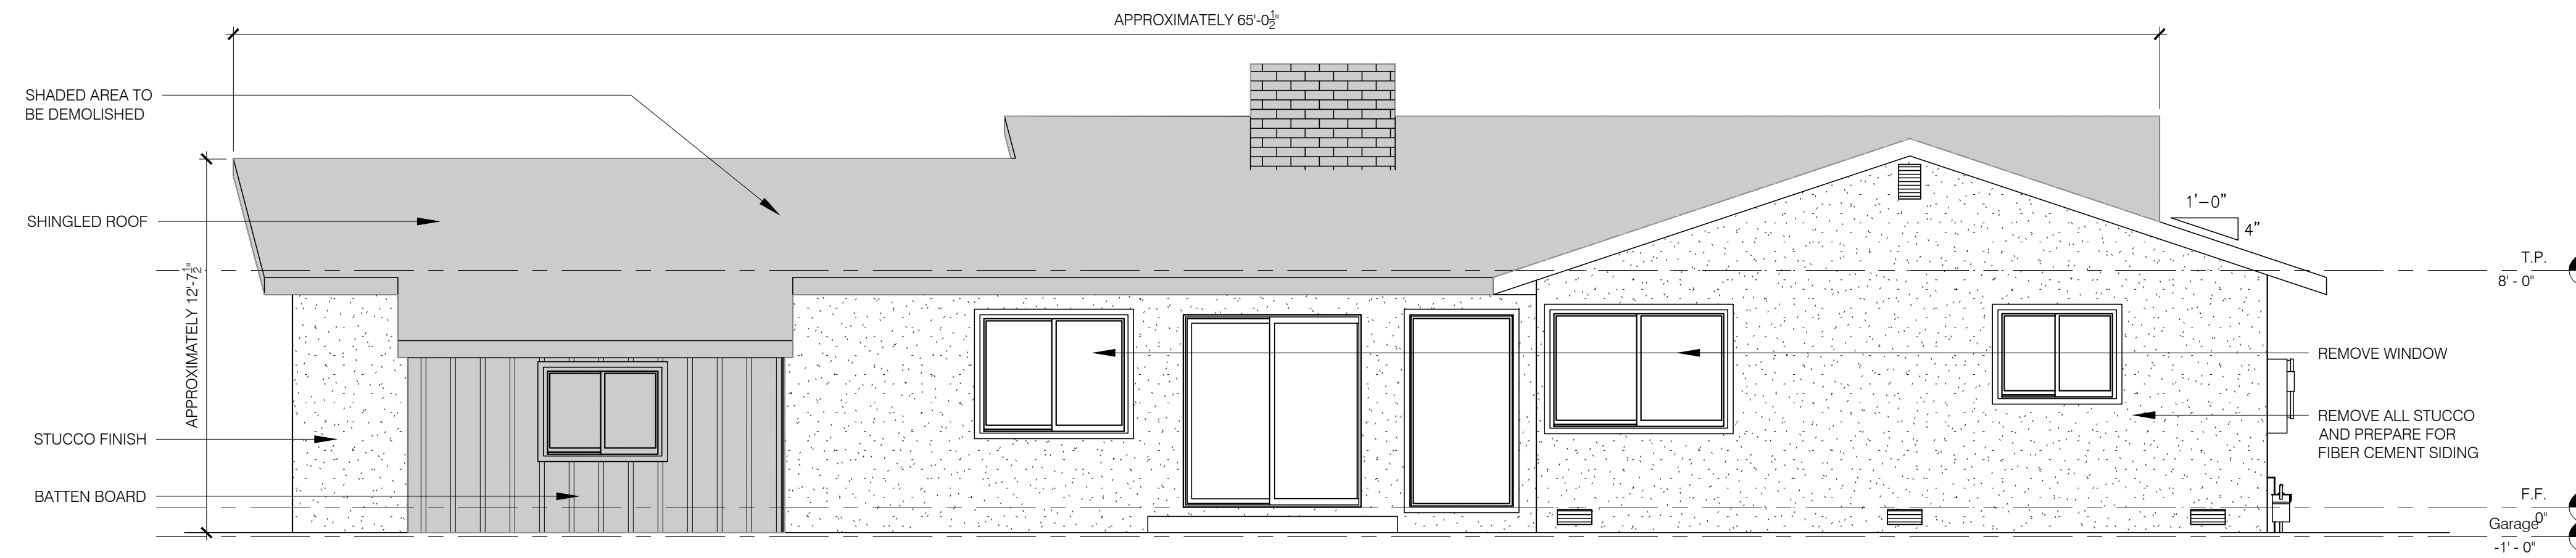 APPROXIMATELY 65'-0½"
SHADED AREA TO
BE DEMOLISHED
SHINGLED ROOF
APPROXIMATELY 12'-7½"
STUCCO FINISH
BATTEN BOARD
1'-0"
4"
T.P.
8' - 0"
REMOVE WINDOW
REMOVE ALL STUCCO
AND PREPARE FOR
FIBER CEMENT SIDING
F.F.
0"
Garage
-1' - 0"